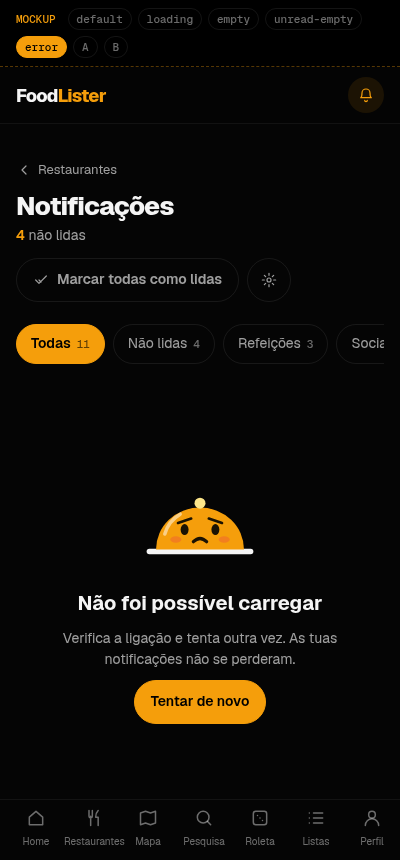 MOCKUP default loading empty unread-empty
error A B
FoodLister
Restaurantes
Notificações
4 não lidas
Marcar todas como lidas
Todas 11 Não lidas 4 Refeições 3 Socia
Não foi possível carregar
Verifica a ligação e tenta outra vez. As tuas
notificações não se perderam.
Tentar de novo
Home Restaurantes Mapa Pesquisa Roleta Listas Perfil